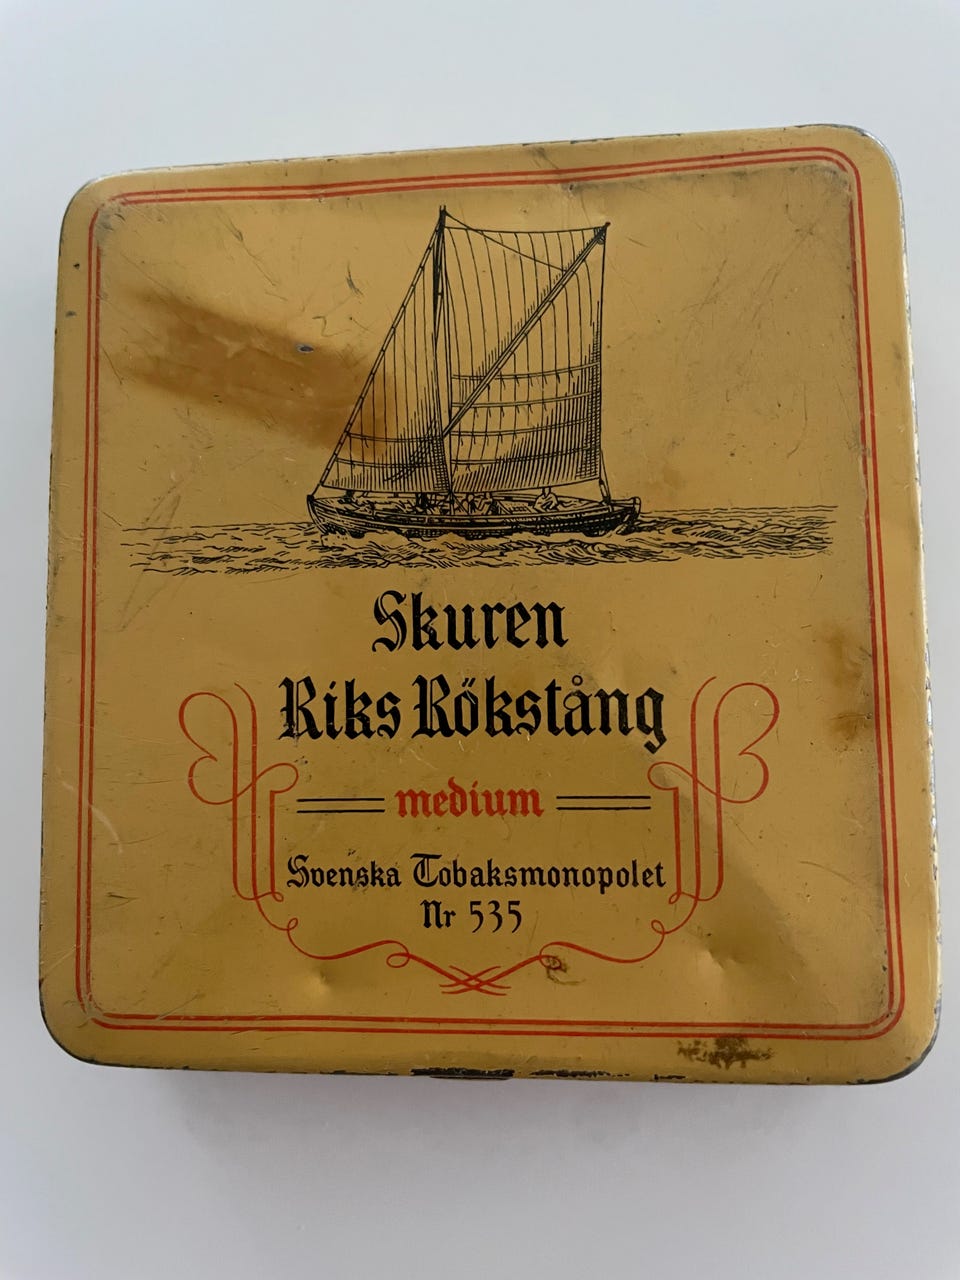 Skuren
Riks Rökstång
medium
Svenska Tobaksmonopolet
Nr 535